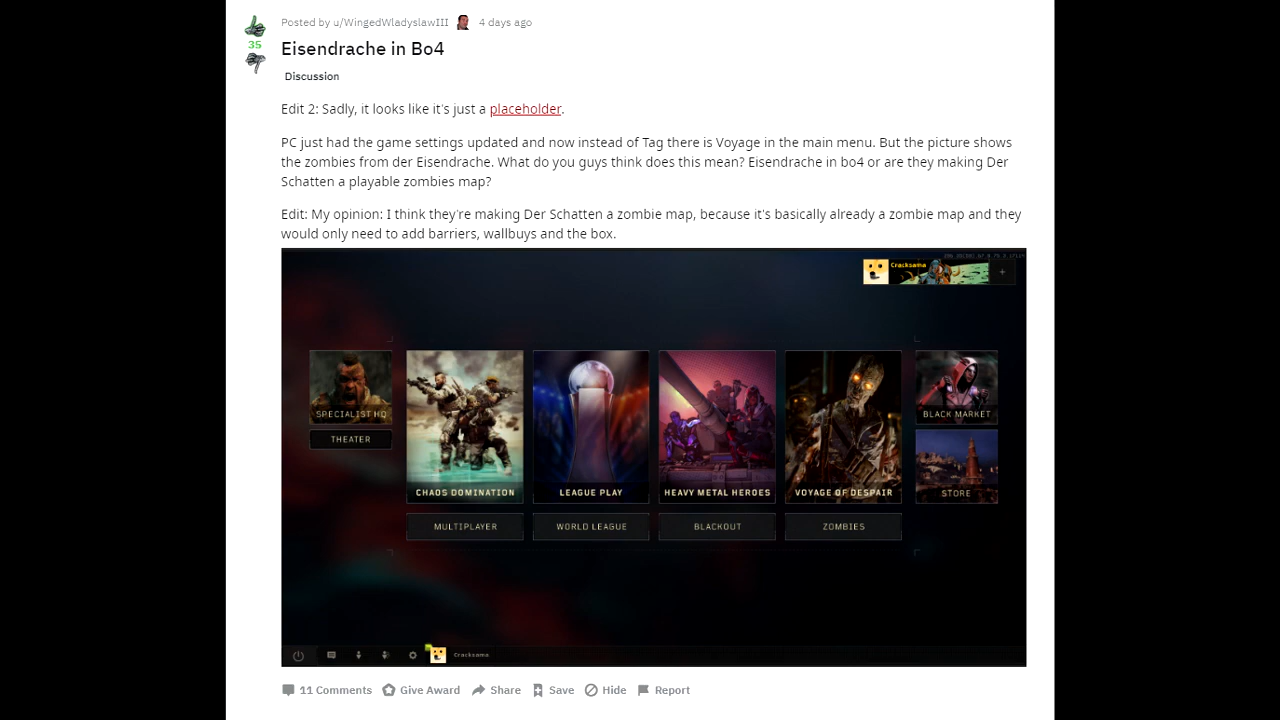 Posted by u/WingedWladyslawIII 4 days ago
35
Eisendrache in Bo4
Discussion
Edit 2: Sadly, it looks like it's just a placeholder.
PC just had the game settings updated and now instead of Tag there is Voyage in the main menu. But the picture shows
the zombies from der Eisendrache. What do you guys think does this mean? Eisendrache in bo4 or are they making Der
Schatten a playable zombies map?
Edit: My opinion: I think they're making Der Schatten a zombie map, because it's basically already a zombie map and they
would only need to add barriers, wallbuys and the box.
Cracksama
SPECIALIST HQ
THEATER
CHAOS DOMINATION
LEAGUE PLAY
HEAVY METAL HEROES
VOYAGE OF DESPAIR
BLACK MARKET
STORE
MULTIPLAYER
WORLD LEAGUE
BLACKOUT
ZOMBIES
Cracksama
11 Comments Give Award Share Save Hide Report